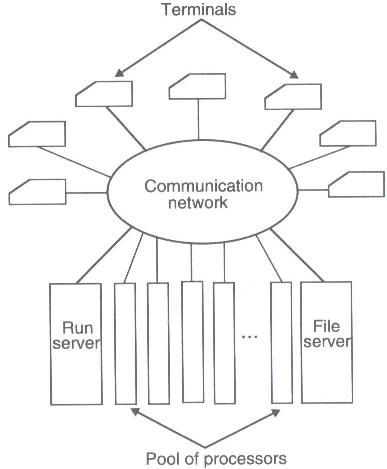 Terminals
Communication
network
Run
server
...
File
server
Pool of processors